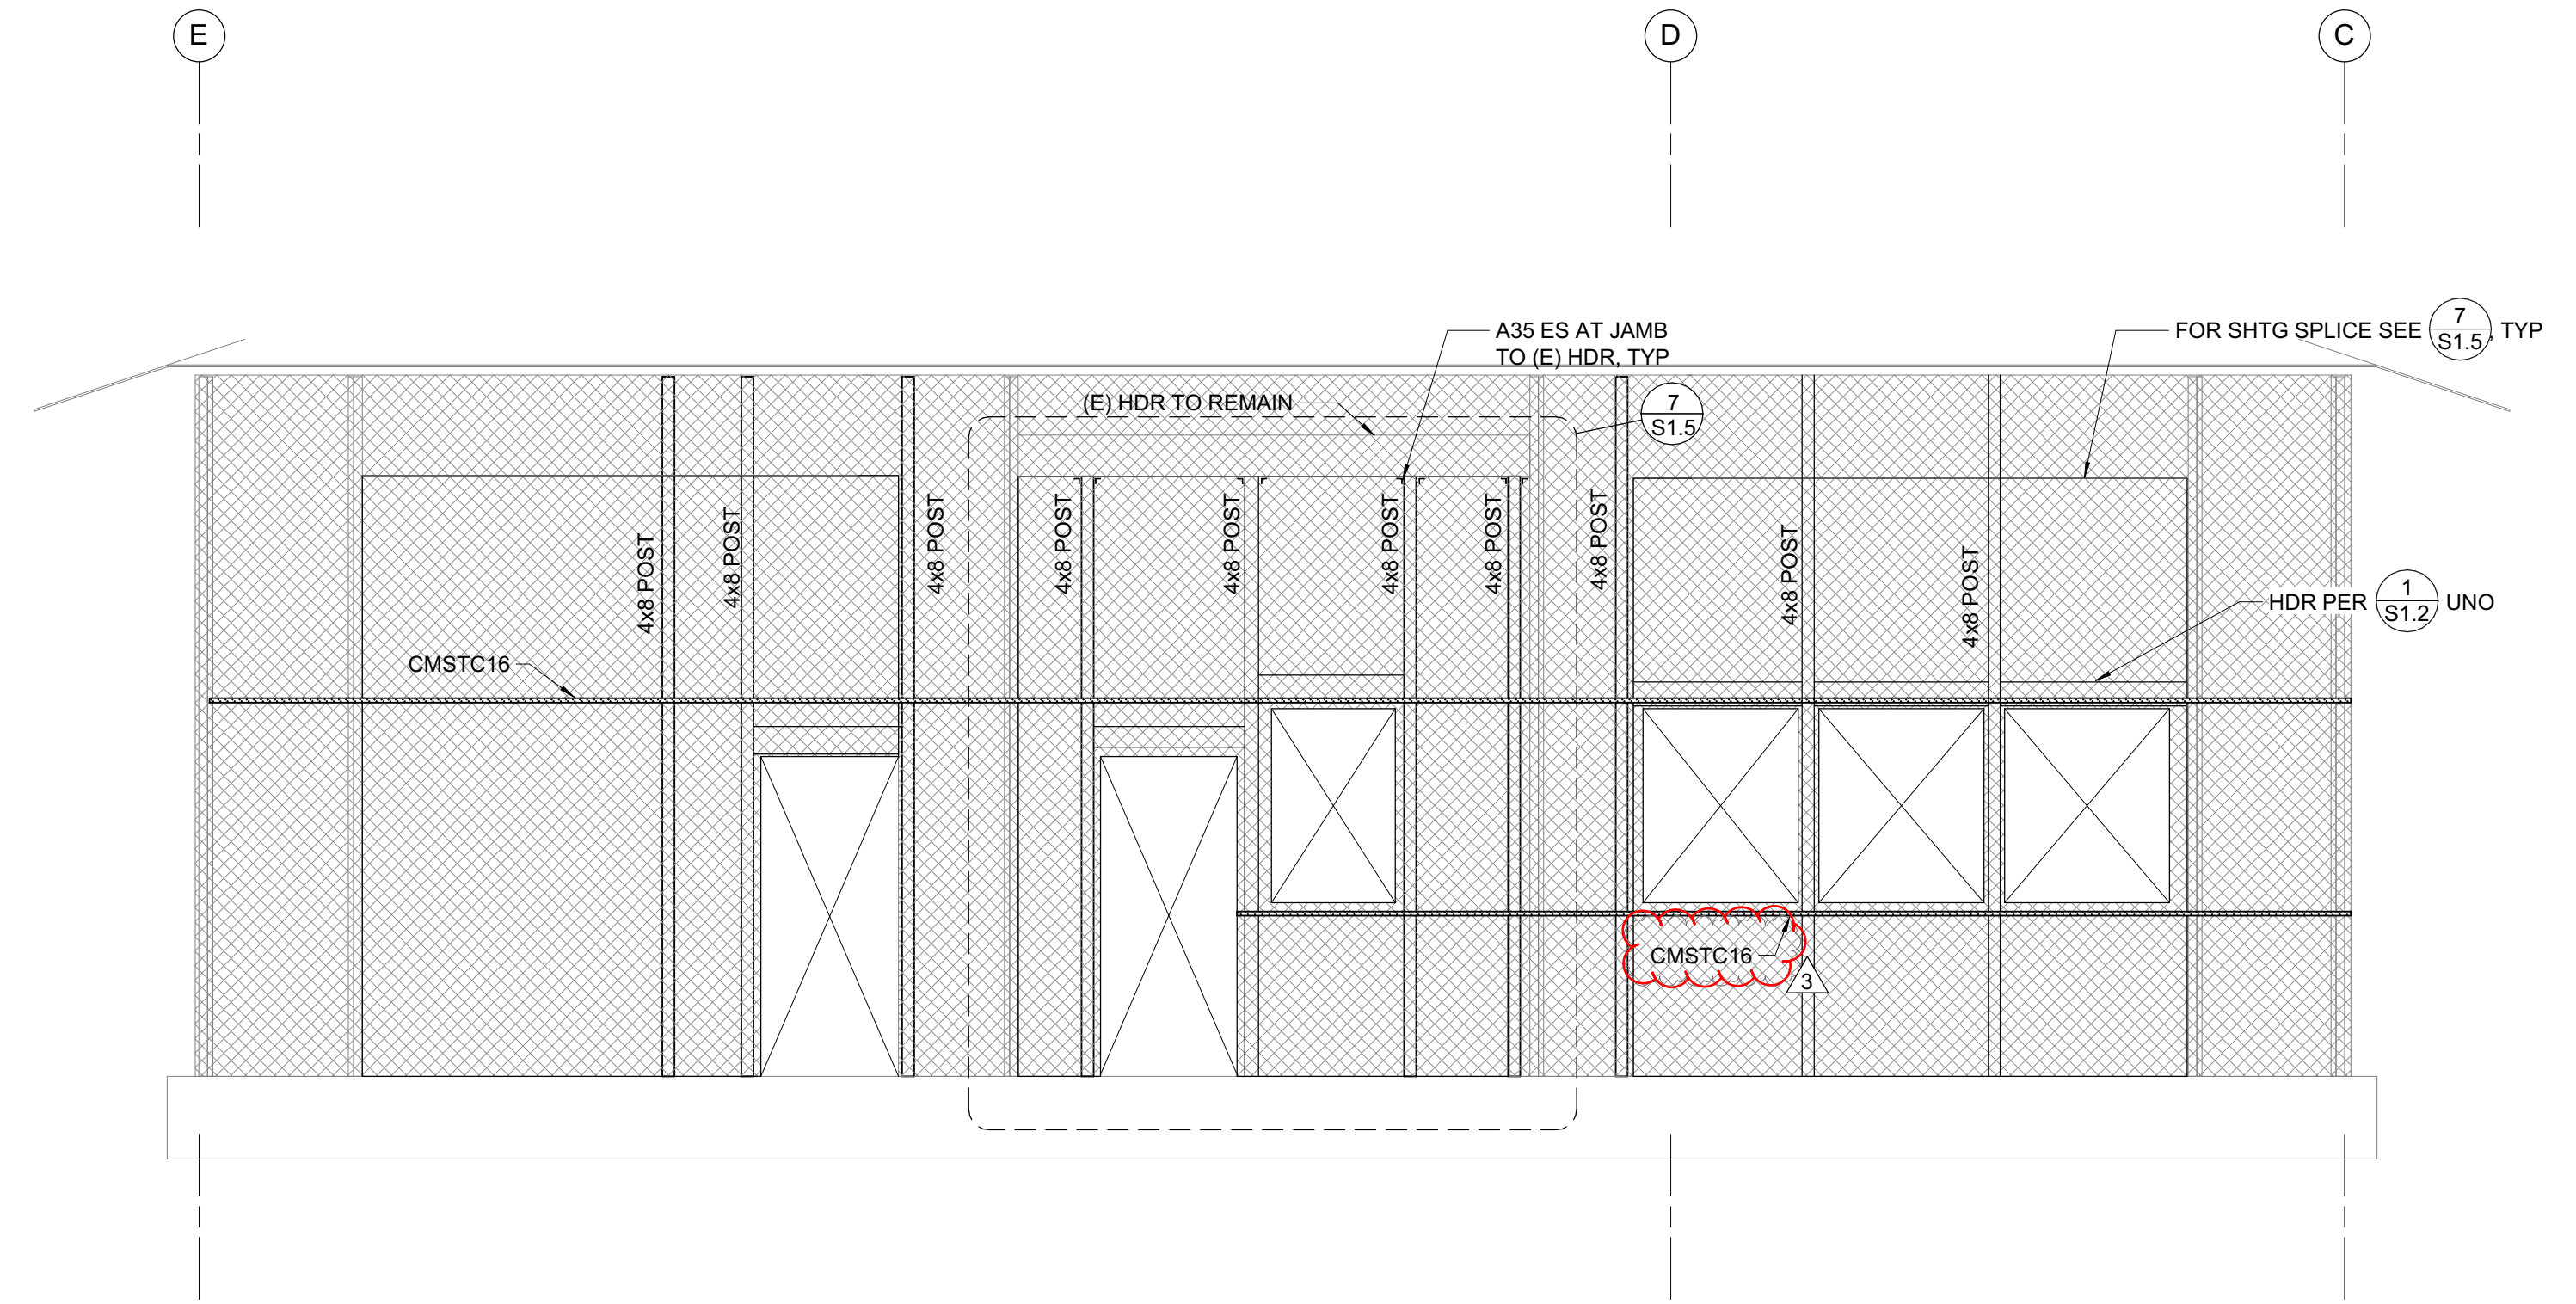 E
D
C
A35 ES AT JAMB
TO (E) HDR, TYP
FOR SHTG SPLICE SEE 7 S1.5, TYP
(E) HDR TO REMAIN
7
S1.5
4x8 POST
4x8 POST
4x8 POST
4x8 POST
4x8 POST
4x8 POST
4x8 POST
4x8 POST
4x8 POST
4x8 POST
HDR PER 1 S1.2 UNO
CMSTC16
CMSTC16
3